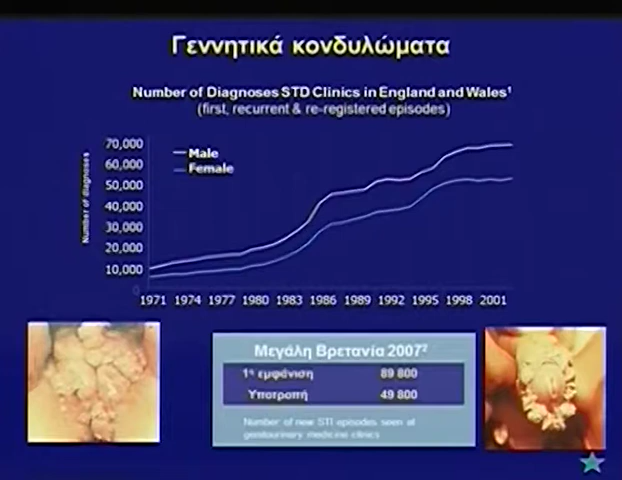 Γεννητικά κονδυλώματα
Number of Diagnoses STD Clinics in England and Wales¹
(first, recurrent & re-registered episodes)
Number of diagnoses
70,000
60,000
50,000
40,000
30,000
20,000
10,000
0
Male
Female
1971 1974 1977 1980 1983 1986 1989 1992 1995 1998 2001
Μεγάλη Βρετανία 2007²
1η εμφάνιση 89 800
Υποτροπή 49 800
Number of new STI episodes seen at
genitourinary medicine clinics